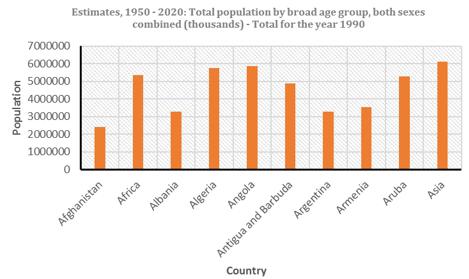 Estimates, 1950 - 2020: Total population by broad age group, both sexes
combined (thousands) - Total for the year 1990
7000000
6000000
5000000
4000000
3000000
2000000
1000000
0
Population
Afghanistan
Africa
Albania
Algeria
Angola
Antigua and Barbuda
Argentina
Armenia
Aruba
Asia
Country